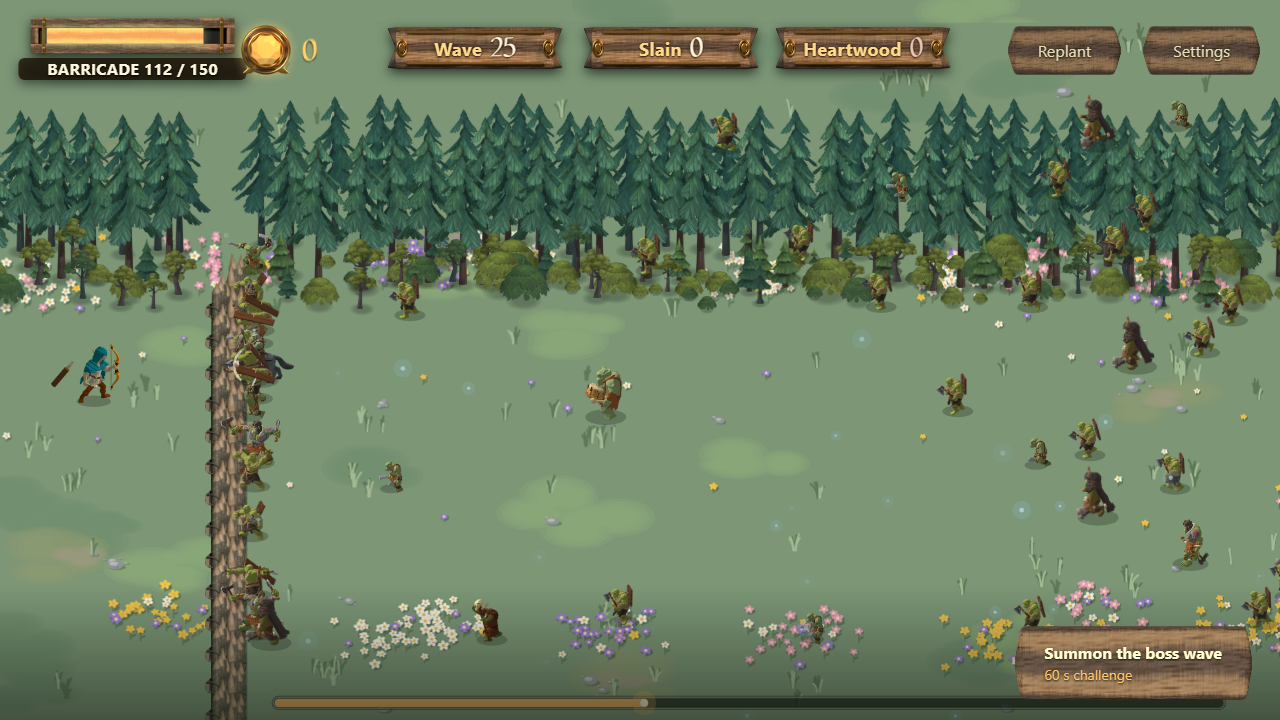 BARRICADE 112 / 150
0
Wave 25
Slain 0
Heartwood 0
Replant
Settings
Summon the boss wave
60 s challenge